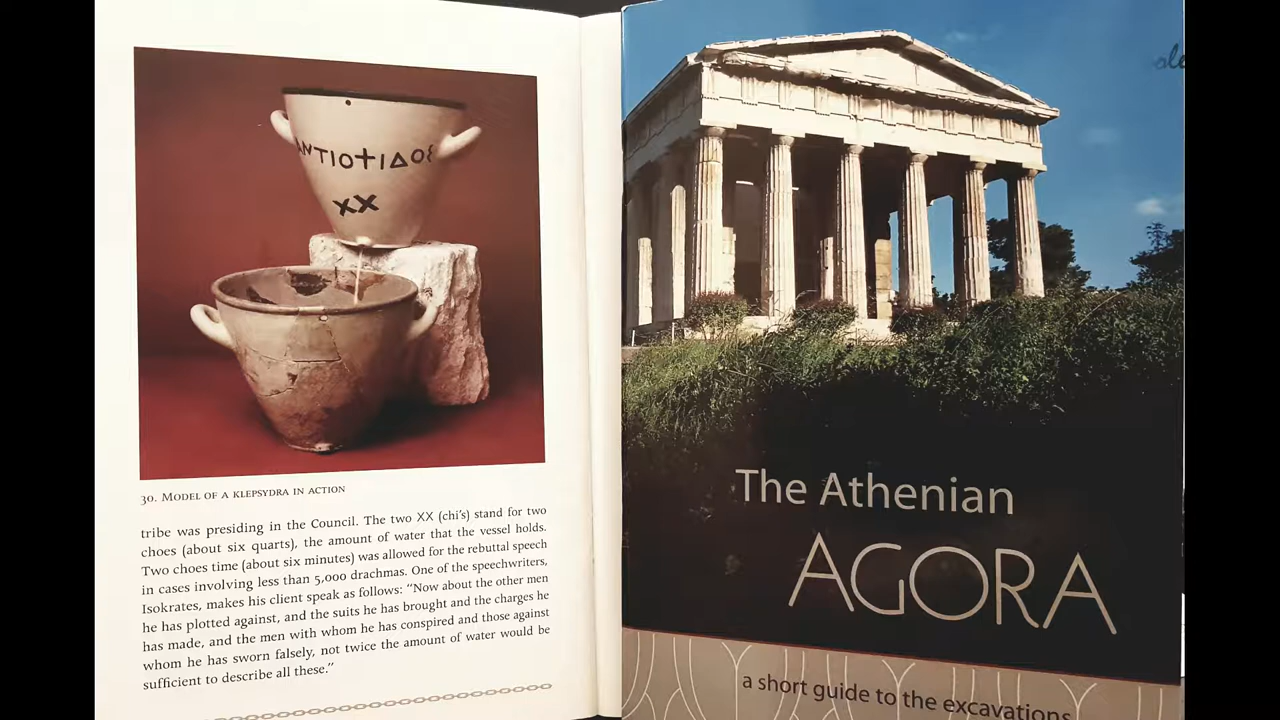 ΑΝΤΙΟ+ΙΔΟΣ
XX
30. MODEL OF A KLEPSYDRA IN ACTION
tribe was presiding in the Council. The two XX (chi's) stand for two
choes (about six quarts), the amount of water that the vessel holds.
Two choes time (about six minutes) was allowed for the rebuttal speech
in cases involving less than 5,000 drachmas. One of the speechwriters,
Isokrates, makes his client speak as follows: "Now about the other men
he has plotted against, and the suits he has brought and the charges he
has made, and the men with whom he has conspired and those against
whom he has sworn falsely, not twice the amount of water would be
sufficient to describe all these."
The Athenian
AGORA
a short guide to the excavations